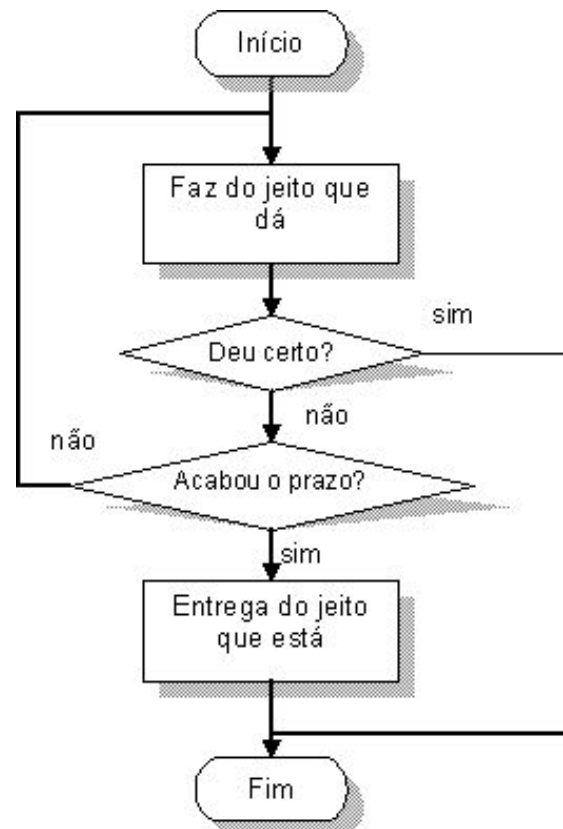 Início
Faz do jeito que
dá
sim
Deu certo?
não
não
Acabou o prazo?
sim
Entrega do jeito
que está
Fim